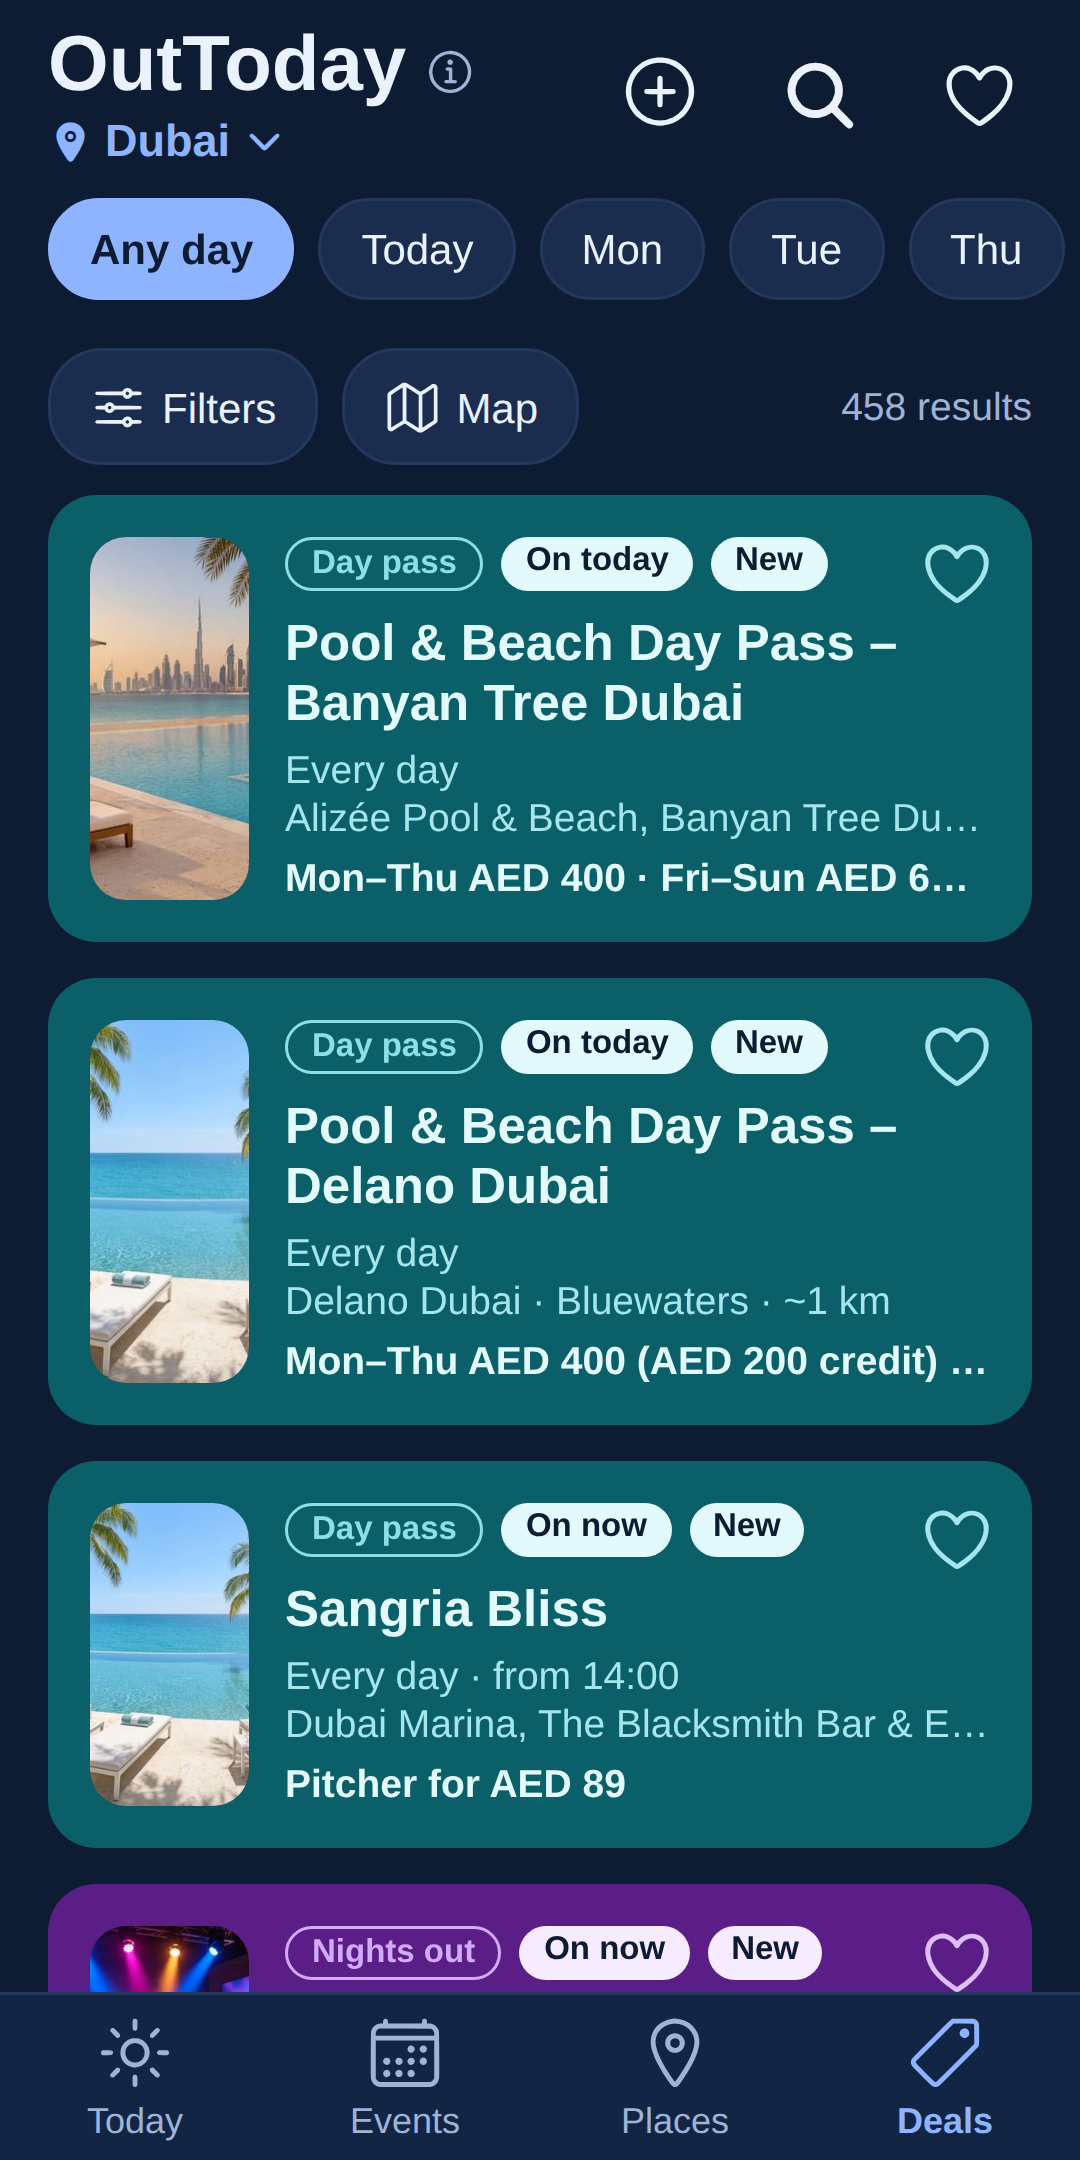 OutToday
Dubai
Any day
Today
Mon
Tue
Thu
Filters
Map
458 results
Day pass
On today
New
Pool & Beach Day Pass –
Banyan Tree Dubai
Every day
Alizée Pool & Beach, Banyan Tree Du...
Mon–Thu AED 400 · Fri–Sun AED 6...
Day pass
On today
New
Pool & Beach Day Pass –
Delano Dubai
Every day
Delano Dubai · Bluewaters · ~1 km
Mon–Thu AED 400 (AED 200 credit) ...
Day pass
On now
New
Sangria Bliss
Every day · from 14:00
Dubai Marina, The Blacksmith Bar & E...
Pitcher for AED 89
Nights out
On now
New
Today
Events
Places
Deals